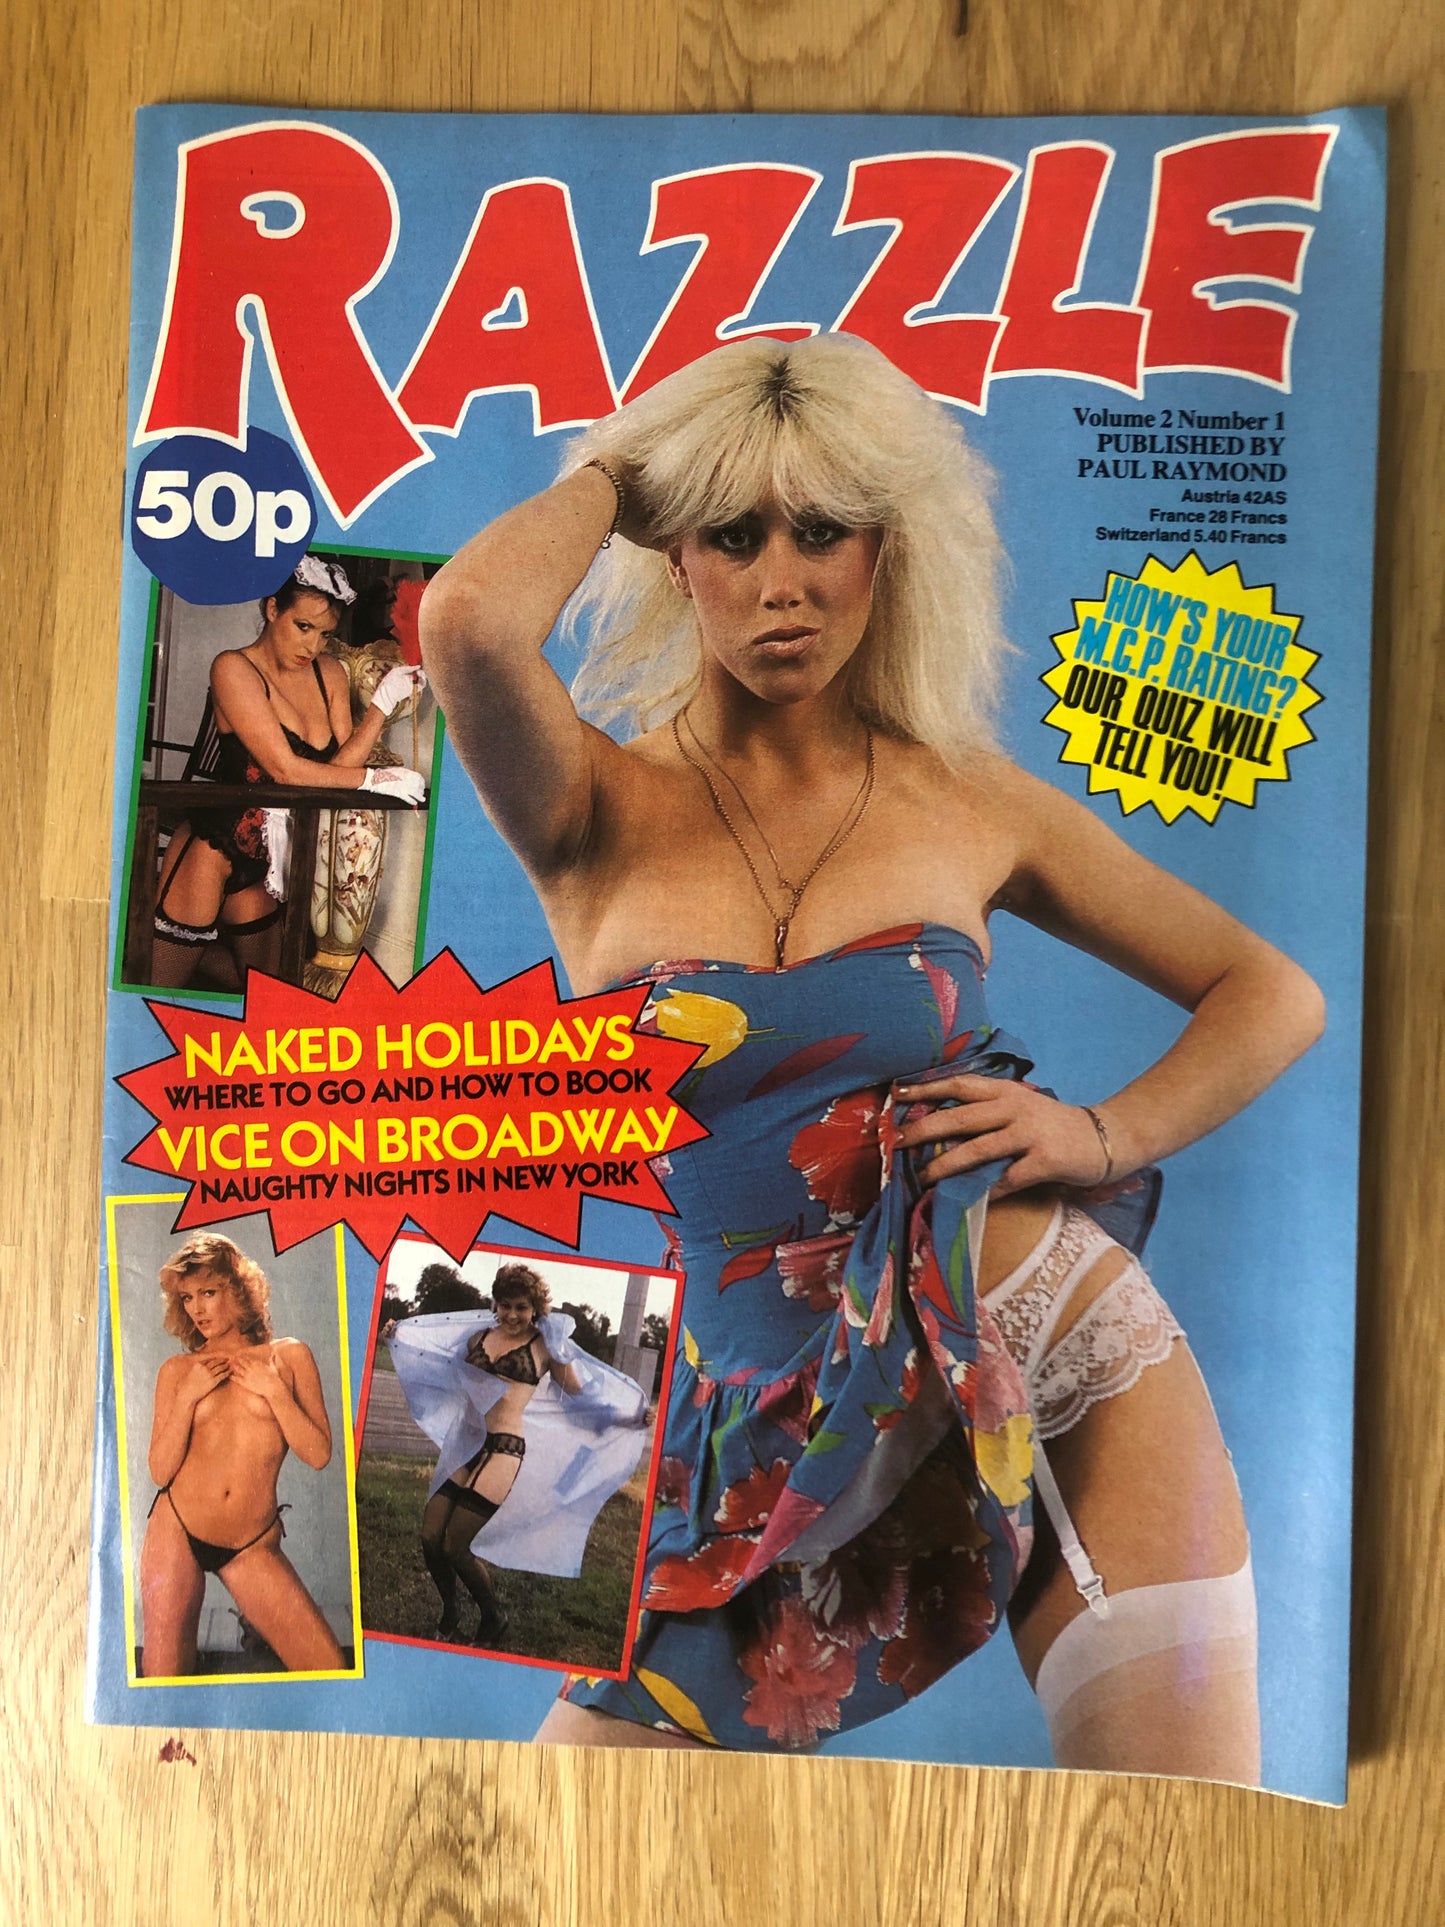 RAZZLE
50p
Volume 2 Number 1
PUBLISHED BY
PAUL RAYMOND
Austria 42AS
France 28 Francs
Switzerland 5.40 Francs
HOW'S YOUR
M.C.P. RATING?
OUR QUIZ WILL
TELL YOU!
NAKED HOLIDAYS
WHERE TO GO AND HOW TO BOOK
VICE ON BROADWAY
NAUGHTY NIGHTS IN NEW YORK